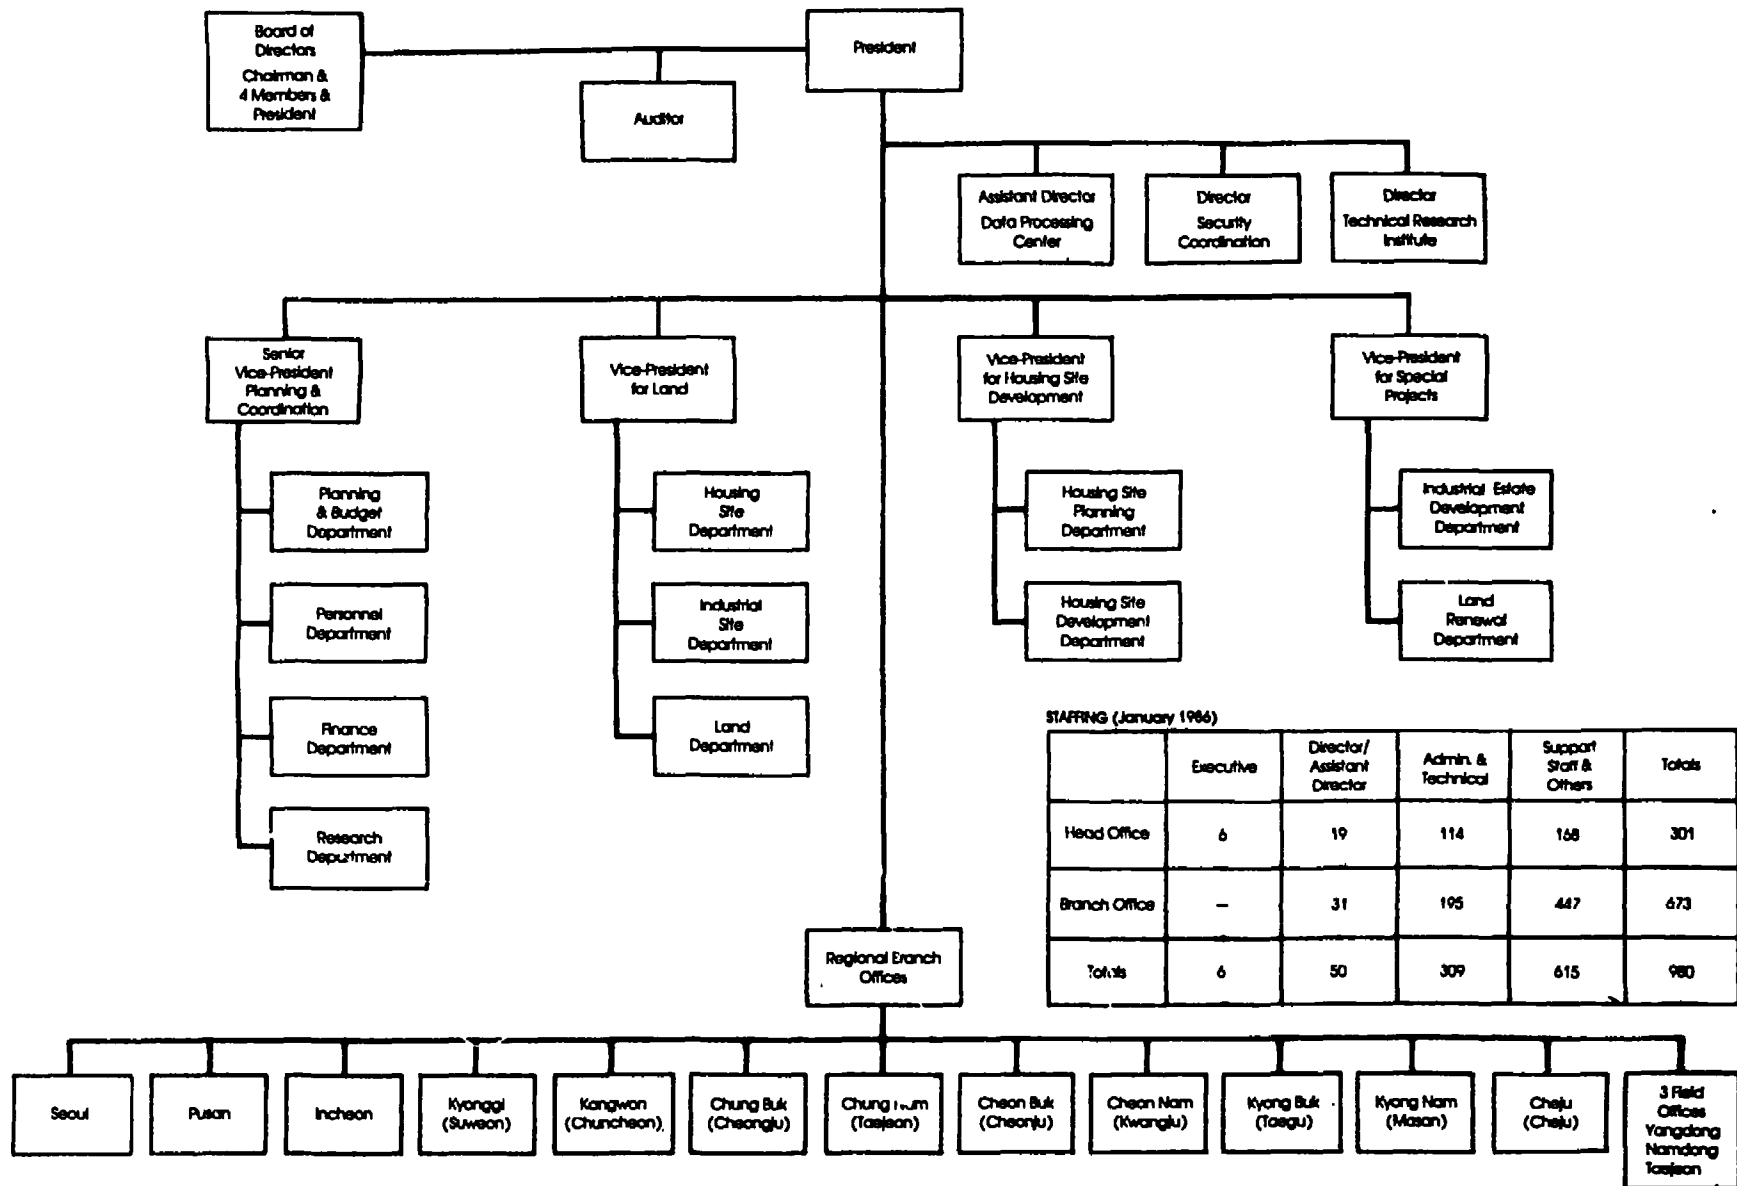 Board of
Directors
Chairman &
4 Members &
President
President
Auditor
Assistant Director
Data Processing
Center
Director
Security
Coordination
Director
Technical Research
Institute
Senior
Vice-President
Planning &
Coordination
Vice-President
for Land
Vice-President
for Housing Site
Development
Vice-President
for Special
Projects
Planning
& Budget
Department
Personnel
Department
Finance
Department
Research
Department
Housing
Site
Department
Industrial
Site
Department
Land
Department
Housing Site
Planning
Department
Housing Site
Development
Department
Industrial Estate
Development
Department
Land
Renewal
Department
STAFFING (January 1986)
Executive
Director/
Assistant
Director
Admin. &
Technical
Support
Staff &
Others
Totals
Head Office 6 19 114 168 301
Branch Office – 31 195 447 673
Totals 6 50 309 615 980
Regional Branch
Offices
Seoul
Pusan
Incheon
Kyonggi
(Suweon)
Kangwon
(Chuncheon)
Chung Buk
(Cheongju)
Chung Nam
(Taejeon)
Cheon Buk
(Cheonju)
Cheon Nam
(Kwangju)
Kyong Buk
(Taegu)
Kyong Nam
(Masan)
Cheju
(Cheju)
3 Field
Offices
Yangdong
Namdong
Taejeon